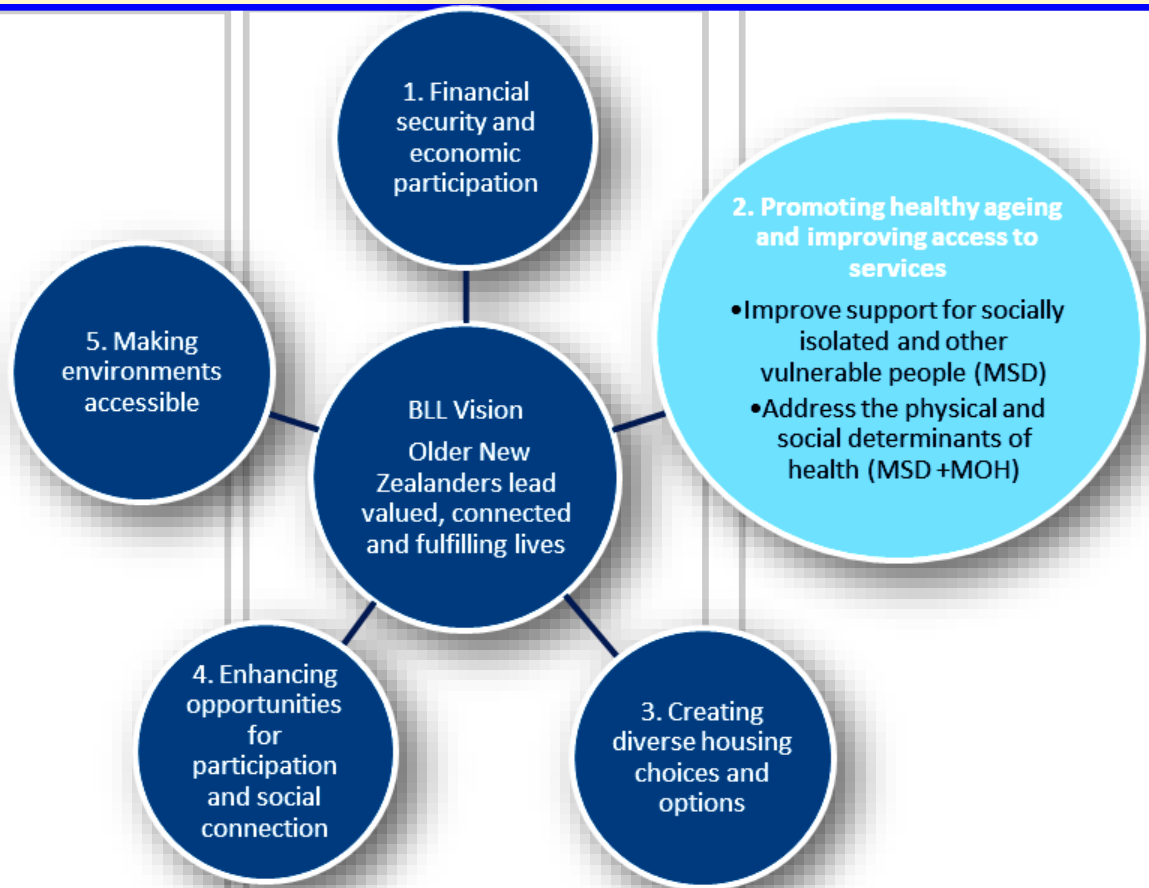 1. Financial
security and
economic
participation
2. Promoting healthy ageing
and improving access to
services
•Improve support for socially
isolated and other
vulnerable people (MSD)
•Address the physical and
social determinants of
health (MSD +MOH)
3. Creating
diverse housing
choices and
options
4. Enhancing
opportunities
for
participation
and social
connection
5. Making
environments
accessible
BLL Vision
Older New
Zealanders lead
valued, connected
and fulfilling lives